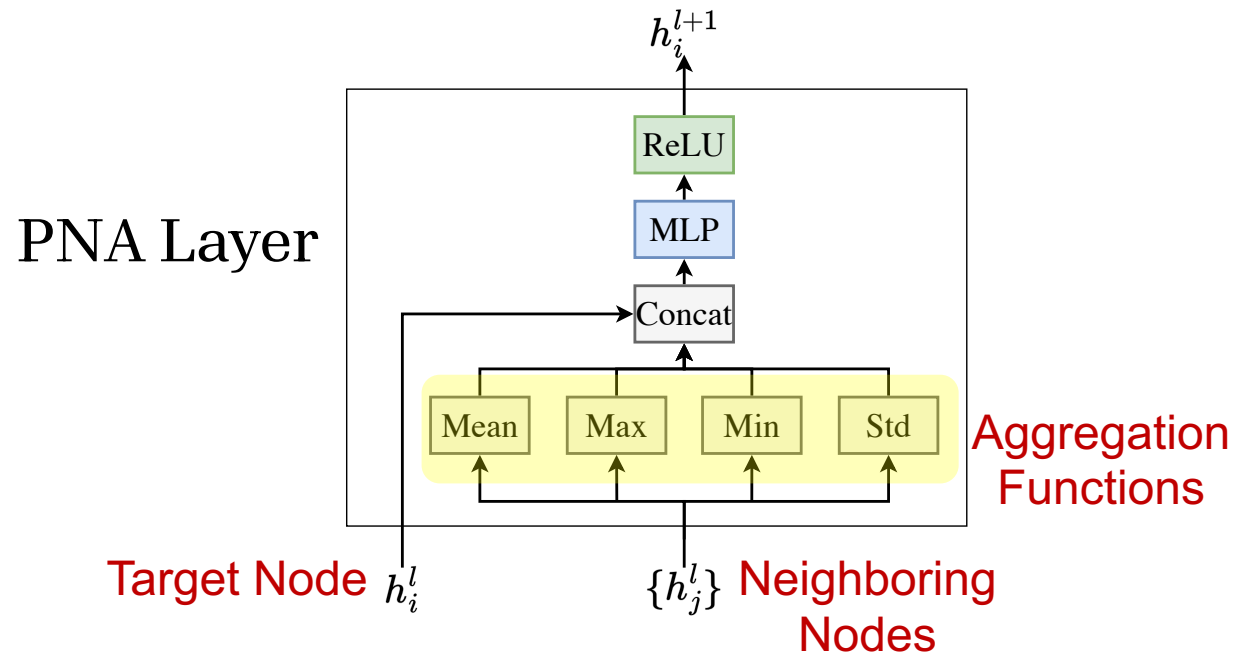 h_i^{l+1}
ReLU
MLP
PNA Layer
Concat
Mean Max Min Std
Aggregation
Functions
Target Node h_i^l {h_j^l} Neighboring
Nodes